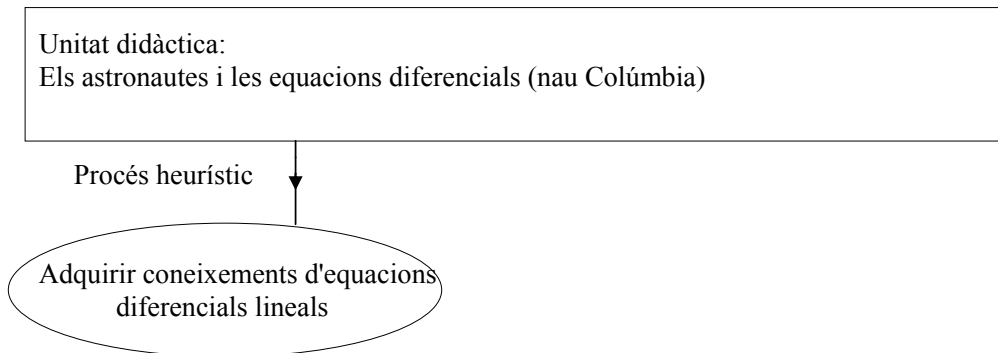 Unitat didàctica:
Els astronautes i les equacions diferencials (nau Colúmbia)
Procés heurístic
Adquirir coneixements d'equacions
diferencials lineals